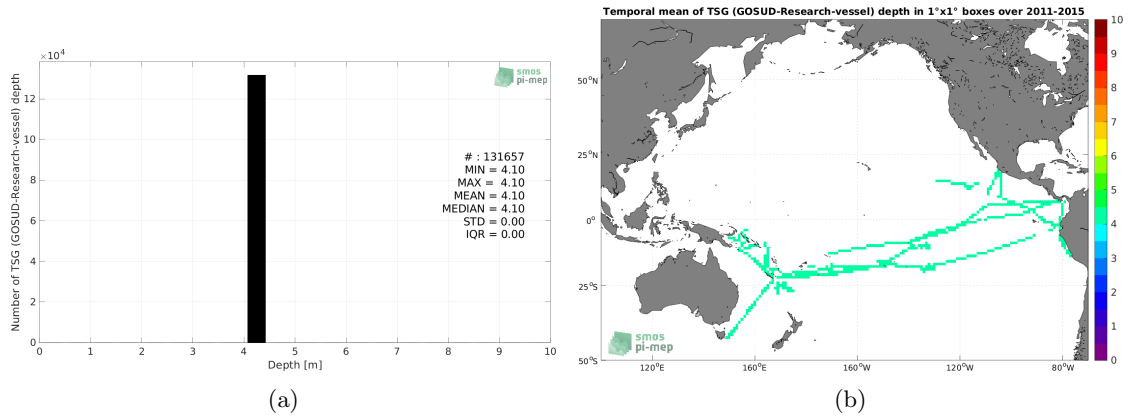 ×10⁴
12
10
8
6
4
2
0
Number of TSG (GOSUD-Research-vessel) depth
smos
pi-mep
# : 131657
MIN = 4.10
MAX = 4.10
MEAN = 4.10
MEDIAN = 4.10
STD = 0.00
IQR = 0.00
0 1 2 3 4 5 6 7 8 9 10
Depth [m]
(a)
Temporal mean of TSG (GOSUD-Research-vessel) depth in 1°x1° boxes over 2011-2015
50°N
25°N
0°
25°S
50°S
smos
pi-mep
120°E 160°E 160°W 120°W 80°W
10
9
8
7
6
5
4
3
2
1
0
(b)